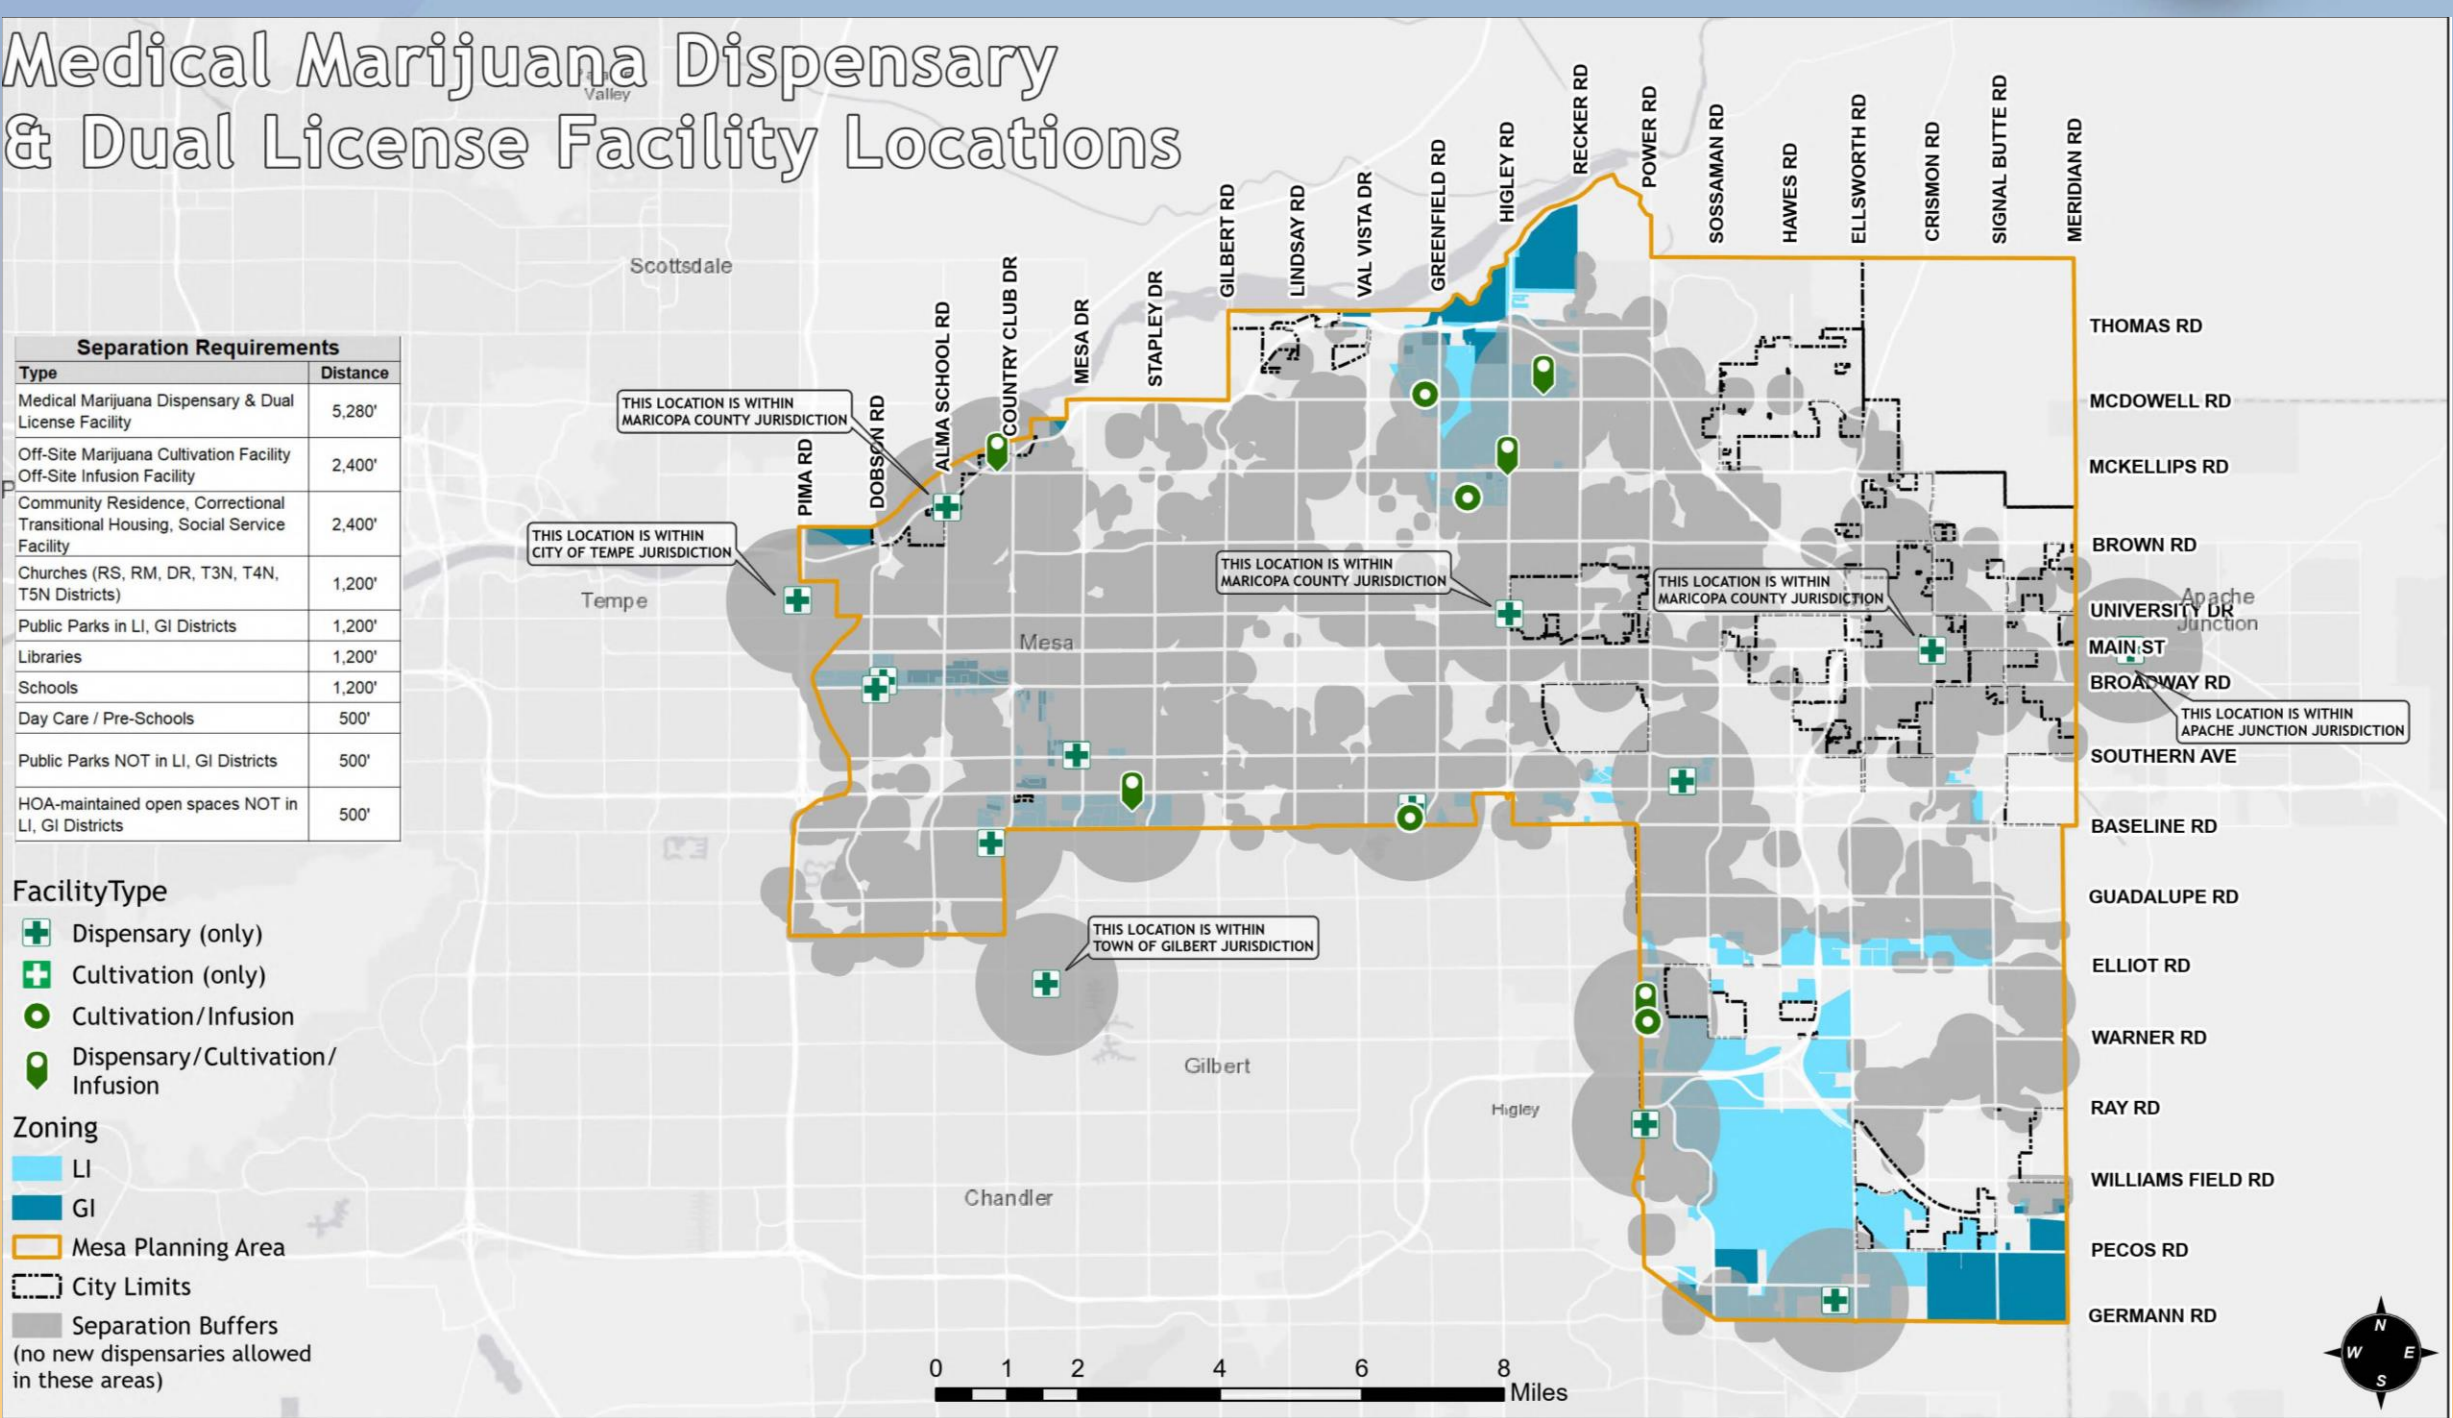 Medical Marijuana Dispensary
& Dual License Facility Locations
Valley
Scottsdale
Separation Requirements
Type Distance
Medical Marijuana Dispensary & Dual
License Facility
5,280'
Off-Site Marijuana Cultivation Facility
Off-Site Infusion Facility
2,400'
Community Residence, Correctional
Transitional Housing, Social Service
Facility
2,400'
Churches (RS, RM, DR, T3N, T4N,
T5N Districts)
1,200'
Public Parks in LI, GI Districts 1,200'
Libraries 1,200'
Schools 1,200'
Day Care / Pre-Schools 500'
Public Parks NOT in LI, GI Districts 500'
HOA-maintained open spaces NOT in
LI, GI Districts
500'
FacilityType
Dispensary (only)
Cultivation (only)
Cultivation/Infusion
Dispensary/Cultivation/
Infusion
Zoning
LI
GI
Mesa Planning Area
City Limits
Separation Buffers
(no new dispensaries allowed
in these areas)
PIMA RD
DOBSON RD
ALMA SCHOOL RD
COUNTRY CLUB DR
MESA DR
STAPLEY DR
GILBERT RD
LINDSAY RD
VAL VISTA DR
GREENFIELD RD
HIGLEY RD
RECKER RD
POWER RD
SOSSAMAN RD
HAWES RD
ELLSWORTH RD
CRISMON RD
SIGNAL BUTTE RD
MERIDIAN RD
THIS LOCATION IS WITHIN
MARICOPA COUNTY JURISDICTION
THIS LOCATION IS WITHIN
CITY OF TEMPE JURISDICTION
THIS LOCATION IS WITHIN
MARICOPA COUNTY JURISDICTION
THIS LOCATION IS WITHIN
MARICOPA COUNTY JURISDICTION
THIS LOCATION IS WITHIN
APACHE JUNCTION JURISDICTION
THIS LOCATION IS WITHIN
TOWN OF GILBERT JURISDICTION
Tempe
Mesa
Apache
Junction
Gilbert
Higley
Chandler
THOMAS RD
MCDOWELL RD
MCKELLIPS RD
BROWN RD
UNIVERSITY DR
MAIN ST
BROADWAY RD
SOUTHERN AVE
BASELINE RD
GUADALUPE RD
ELLIOT RD
WARNER RD
RAY RD
WILLIAMS FIELD RD
PECOS RD
GERMANN RD
0 1 2 4 6 8
Miles
N
W E
S